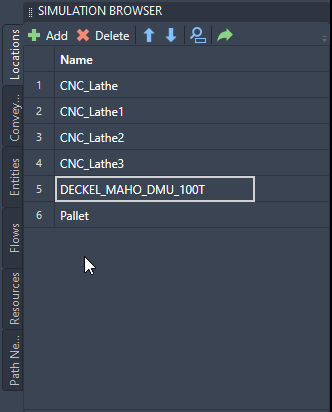 SIMULATION BROWSER
Add Delete
Name
1 CNC_Lathe
2 CNC_Lathe1
3 CNC_Lathe2
4 CNC_Lathe3
5 DECKEL_MAHO_DMU_100T
6 Pallet
Locations
Convey...
Entities
Flows
Resources
Path Ne...